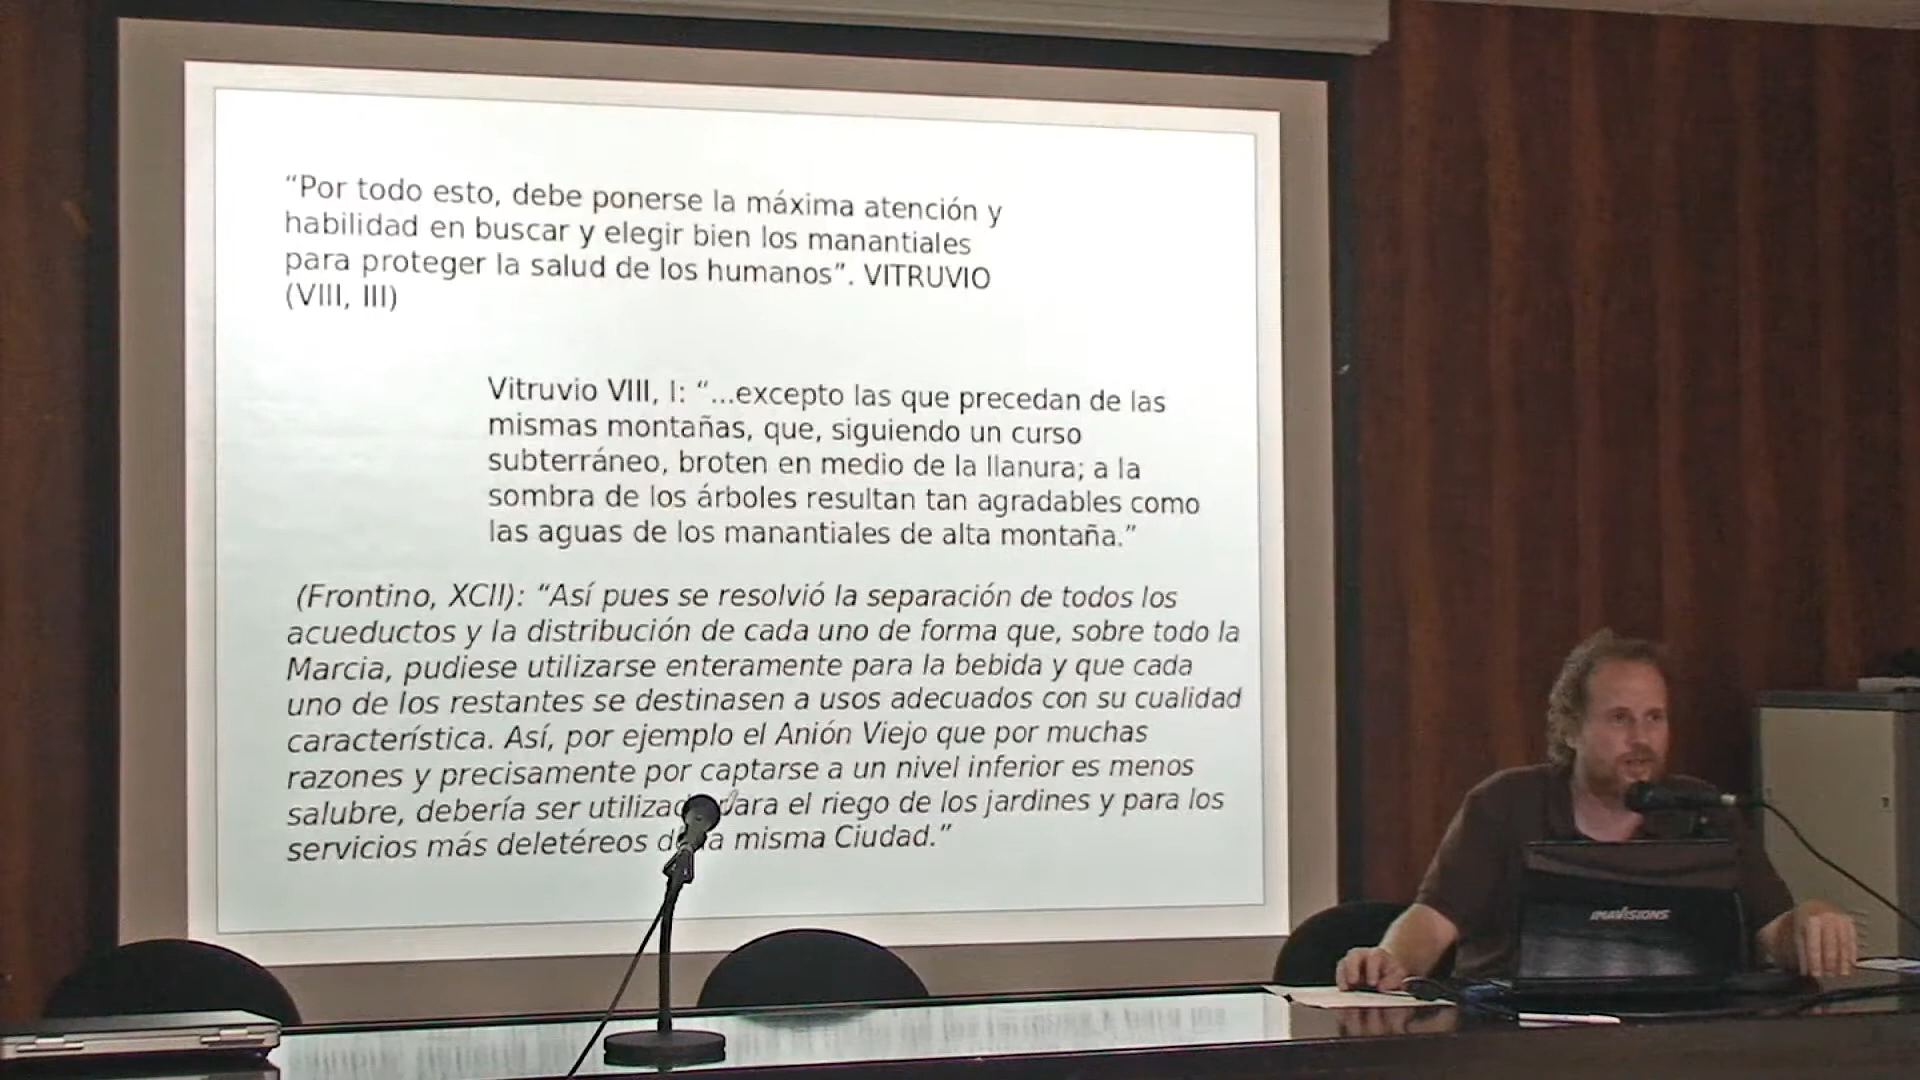 “Por todo esto, debe ponerse la máxima atención y
habilidad en buscar y elegir bien los manantiales
para proteger la salud de los humanos”. VITRUVIO
(VIII, III)
Vitruvio VIII, I: “...excepto las que precedan de las
mismas montañas, que, siguiendo un curso
subterráneo, broten en medio de la llanura; a la
sombra de los árboles resultan tan agradables como
las aguas de los manantiales de alta montaña.”
(Frontino, XCII): “Así pues se resolvió la separación de todos los
acueductos y la distribución de cada uno de forma que, sobre todo la
Marcia, pudiese utilizarse enteramente para la bebida y que cada
uno de los restantes se destinasen a usos adecuados con su cualidad
característica. Así, por ejemplo el Anión Viejo que por muchas
razones y precisamente por captarse a un nivel inferior es menos
salubre, debería ser para el riego de los jardines y para los
servicios más deletéreos misma Ciudad.”